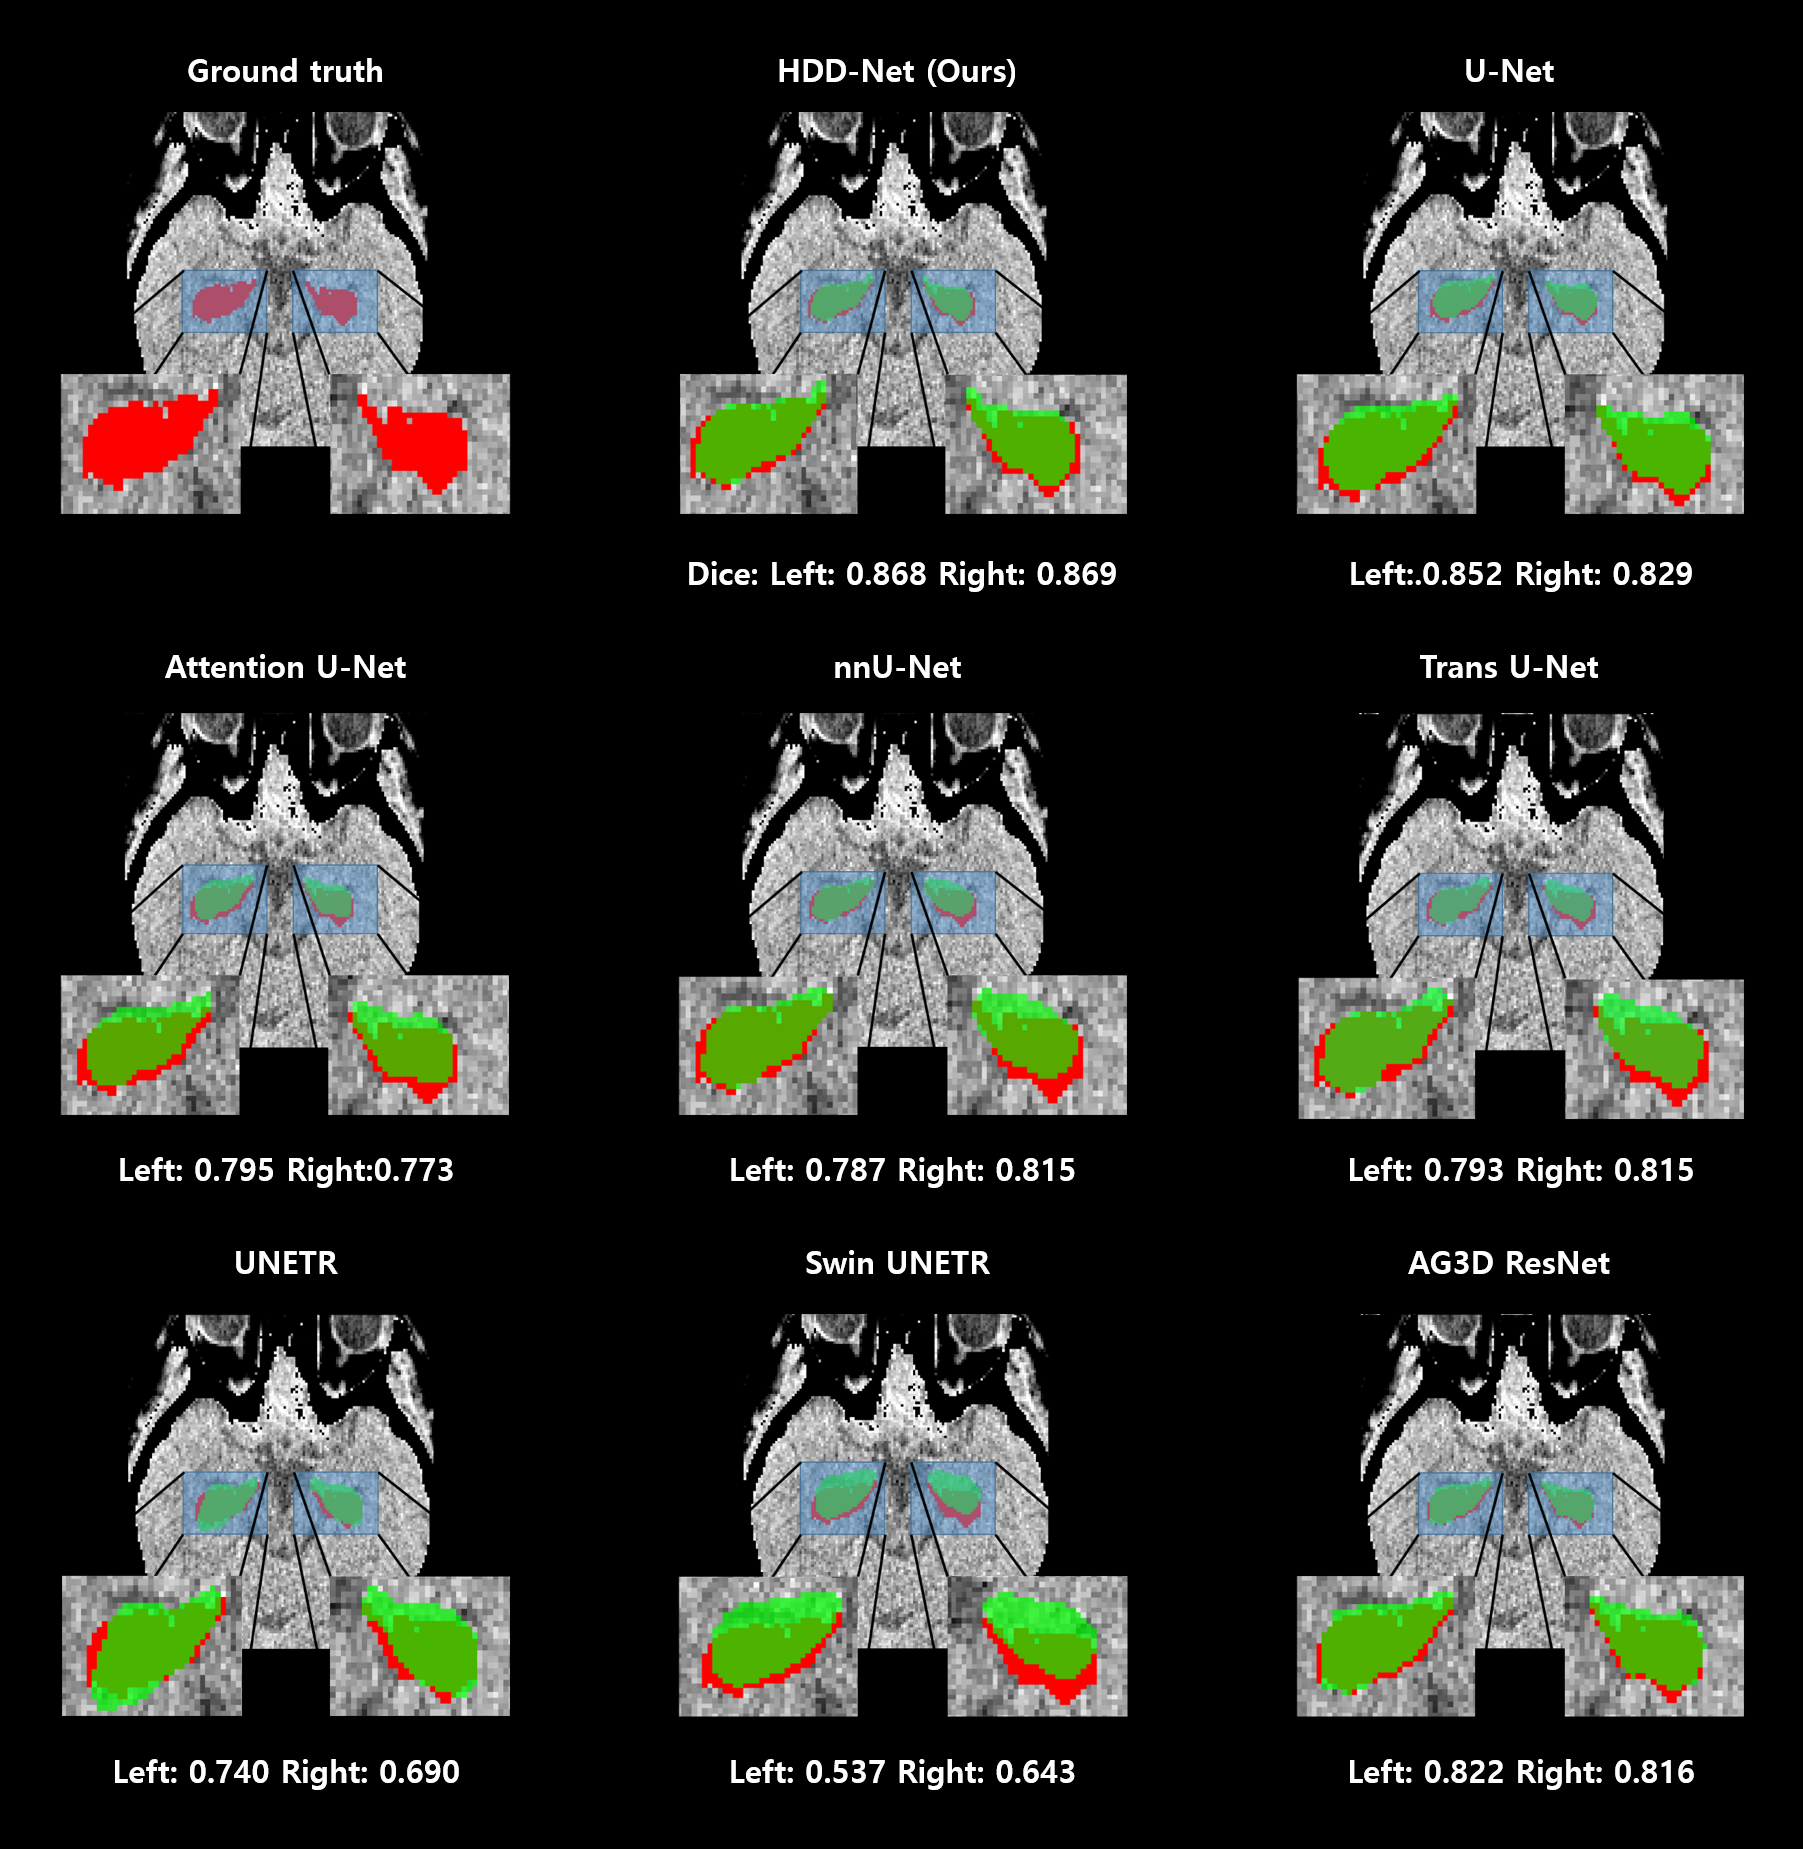 Ground truth
HDD-Net (Ours)
U-Net
Dice: Left: 0.868 Right: 0.869
Left:.0.852 Right: 0.829
Attention U-Net
nnU-Net
Trans U-Net
Left: 0.795 Right:0.773
Left: 0.787 Right: 0.815
Left: 0.793 Right: 0.815
UNETR
Swin UNETR
AG3D ResNet
Left: 0.740 Right: 0.690
Left: 0.537 Right: 0.643
Left: 0.822 Right: 0.816